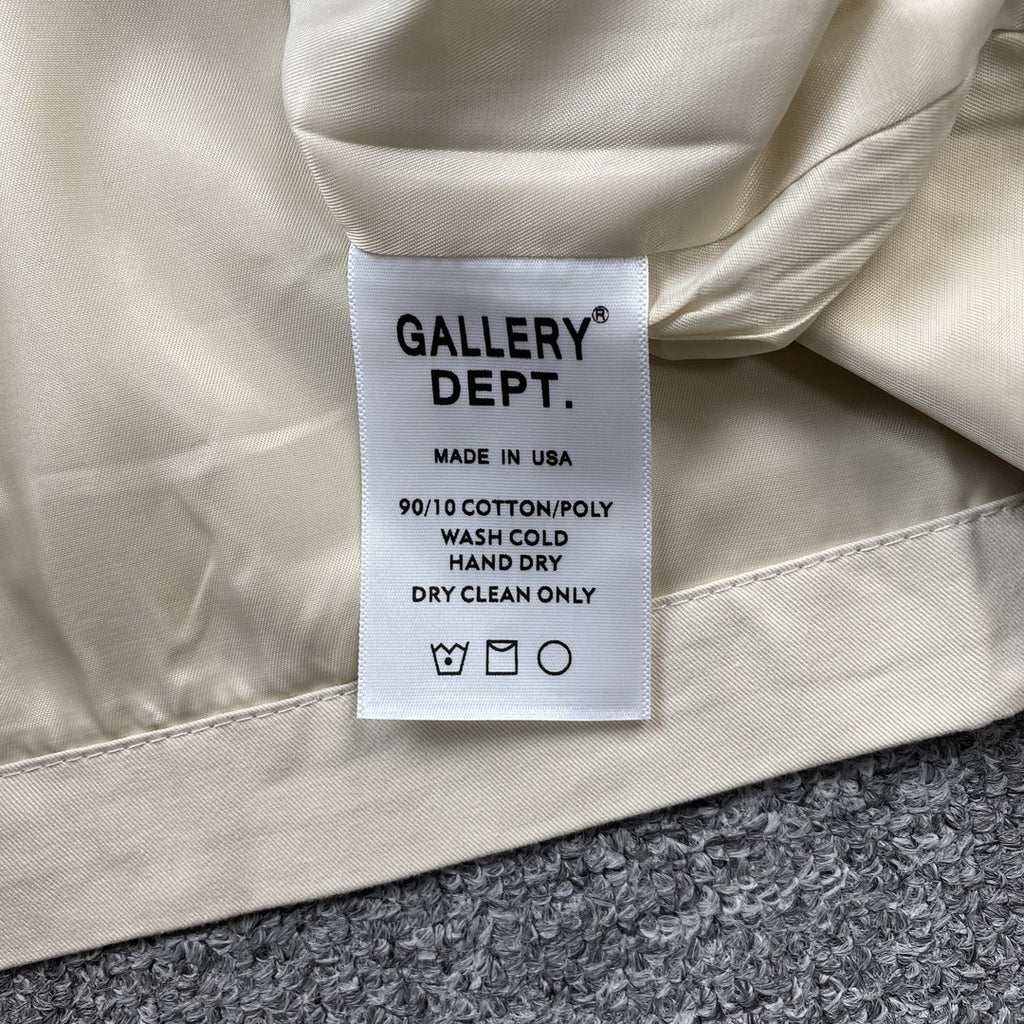 GALLERY®
DEPT.
MADE IN USA
90/10 COTTON/POLY
WASH COLD
HAND DRY
DRY CLEAN ONLY